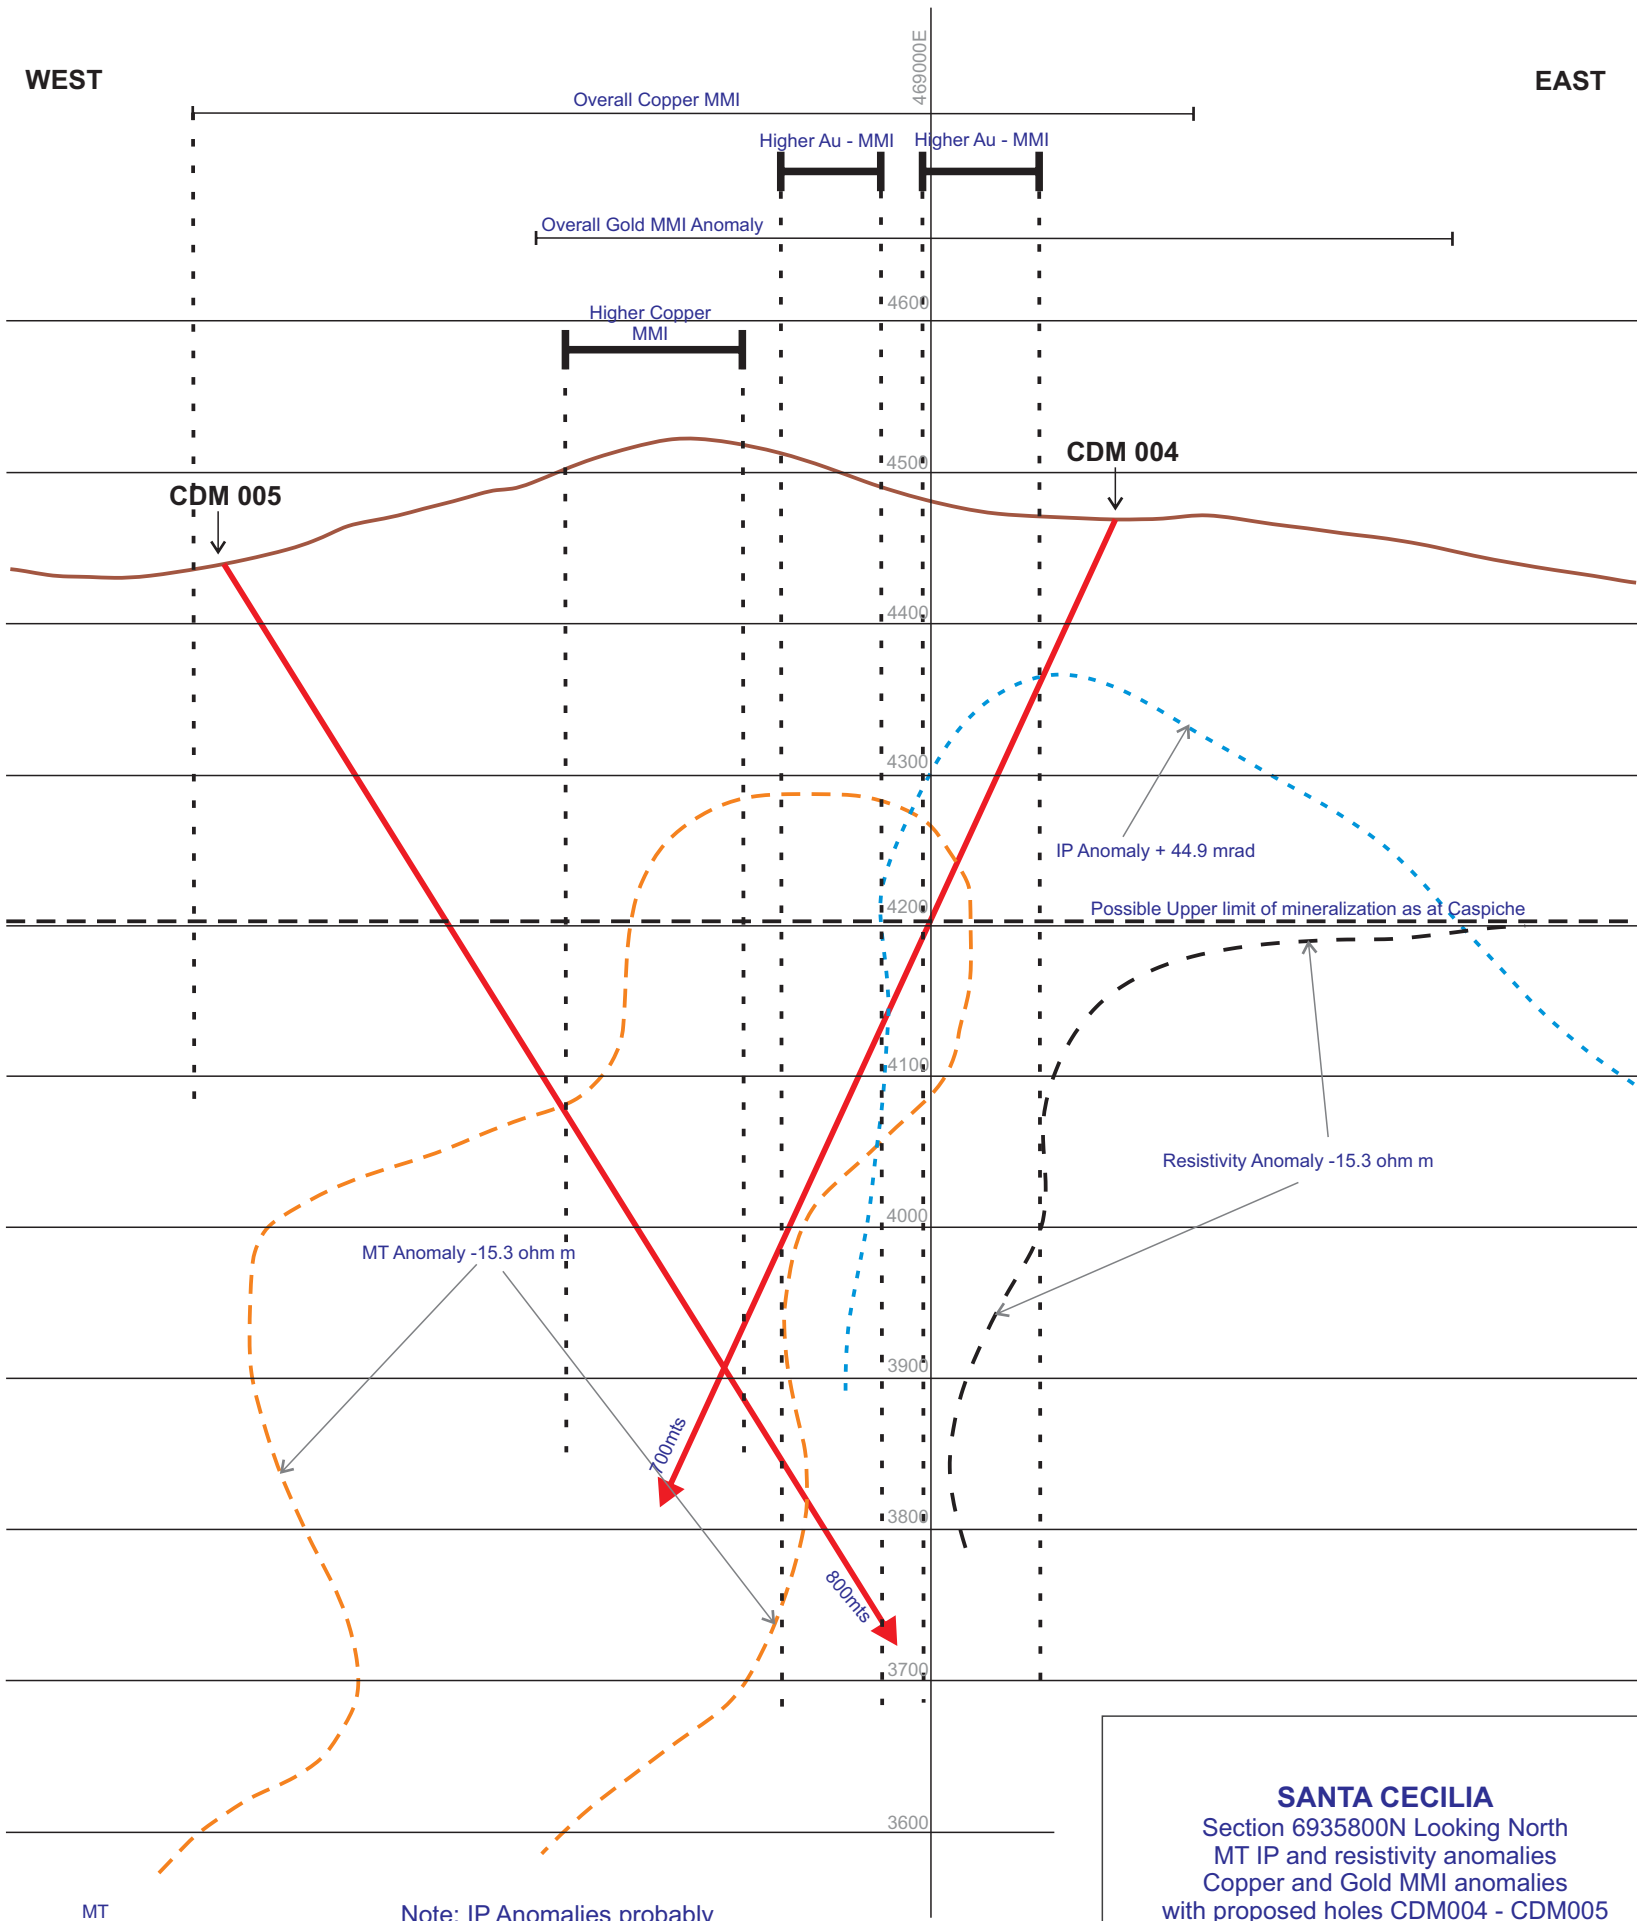 469000E
WEST
EAST
Overall Copper MMI
Higher Au - MMI
Higher Au - MMI
Overall Gold MMI Anomaly
4600
Higher Copper
MMI
CDM 004
4500
CDM 005
4400
4300
IP Anomaly + 44.9 mrad
4200
Possible Upper limit of mineralization as at Caspiche
4100
Resistivity Anomaly -15.3 ohm m
4000
MT Anomaly -15.3 ohm m
3900
700mts
3800
800mts
3700
SANTA CECILIA
3600
Section 6935800N Looking North
MT IP and resistivity anomalies
Copper and Gold MMI anomalies
with proposed holes CDM004 - CDM005
MT
Note: IP Anomalies probably